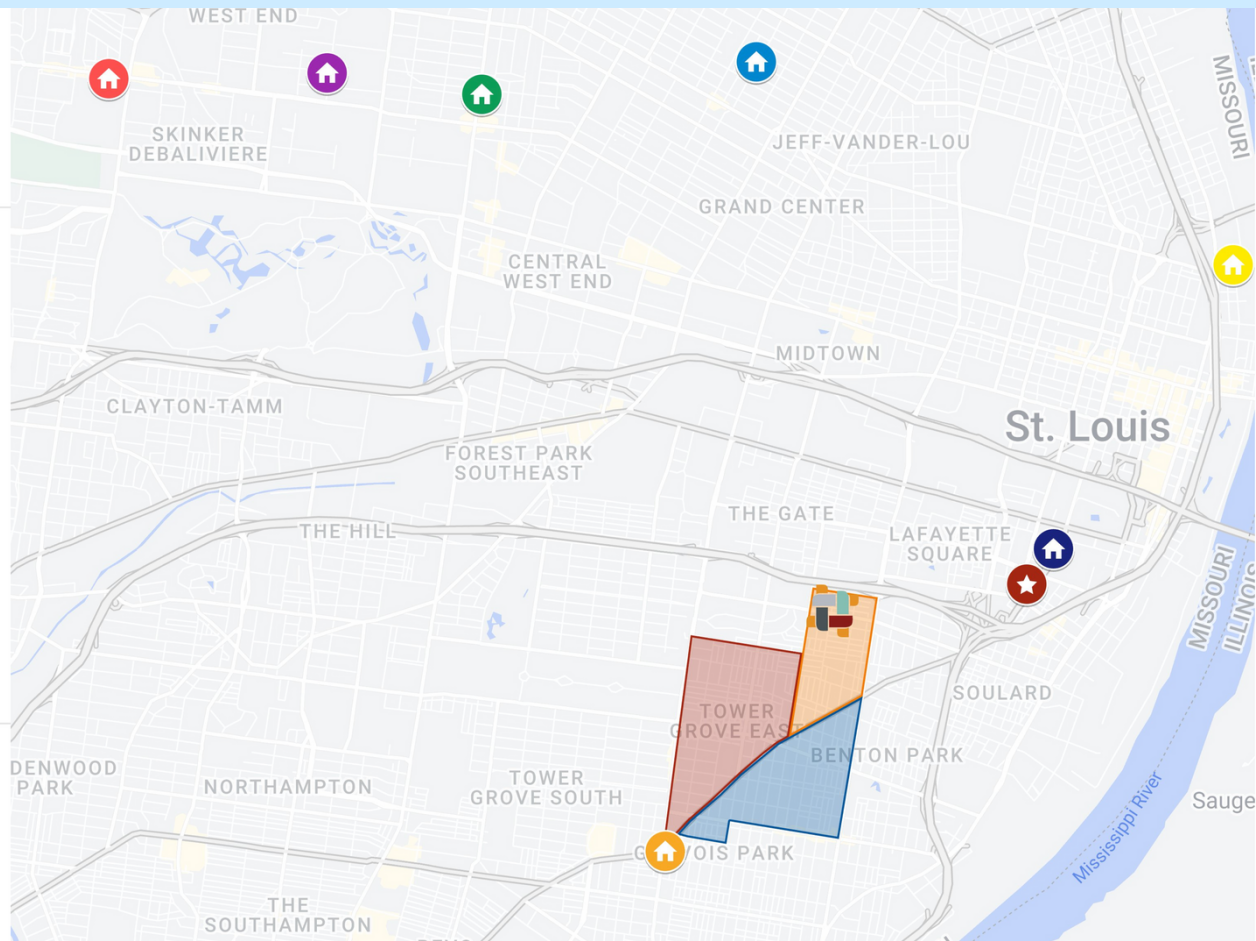 WEST END
MISSOURI
SKINKER
DEBALIVIERE
JEFF-VANDER-LOU
GRAND CENTER
CENTRAL
WEST END
MIDTOWN
CLAYTON-TAMM
St. Louis
FOREST PARK
SOUTHEAST
THE GATE
THE HILL
LAFAYETTE
SQUARE
MISSOURI
ILLINOIS
SOULARD
TOWER
GROVE EAST
BENTON PARK
DENWOOD
PARK
NORTHAMPTON
TOWER
GROVE SOUTH
Sauge
Mississippi River
G VOIS PARK
THE
SOUTHAMPTON